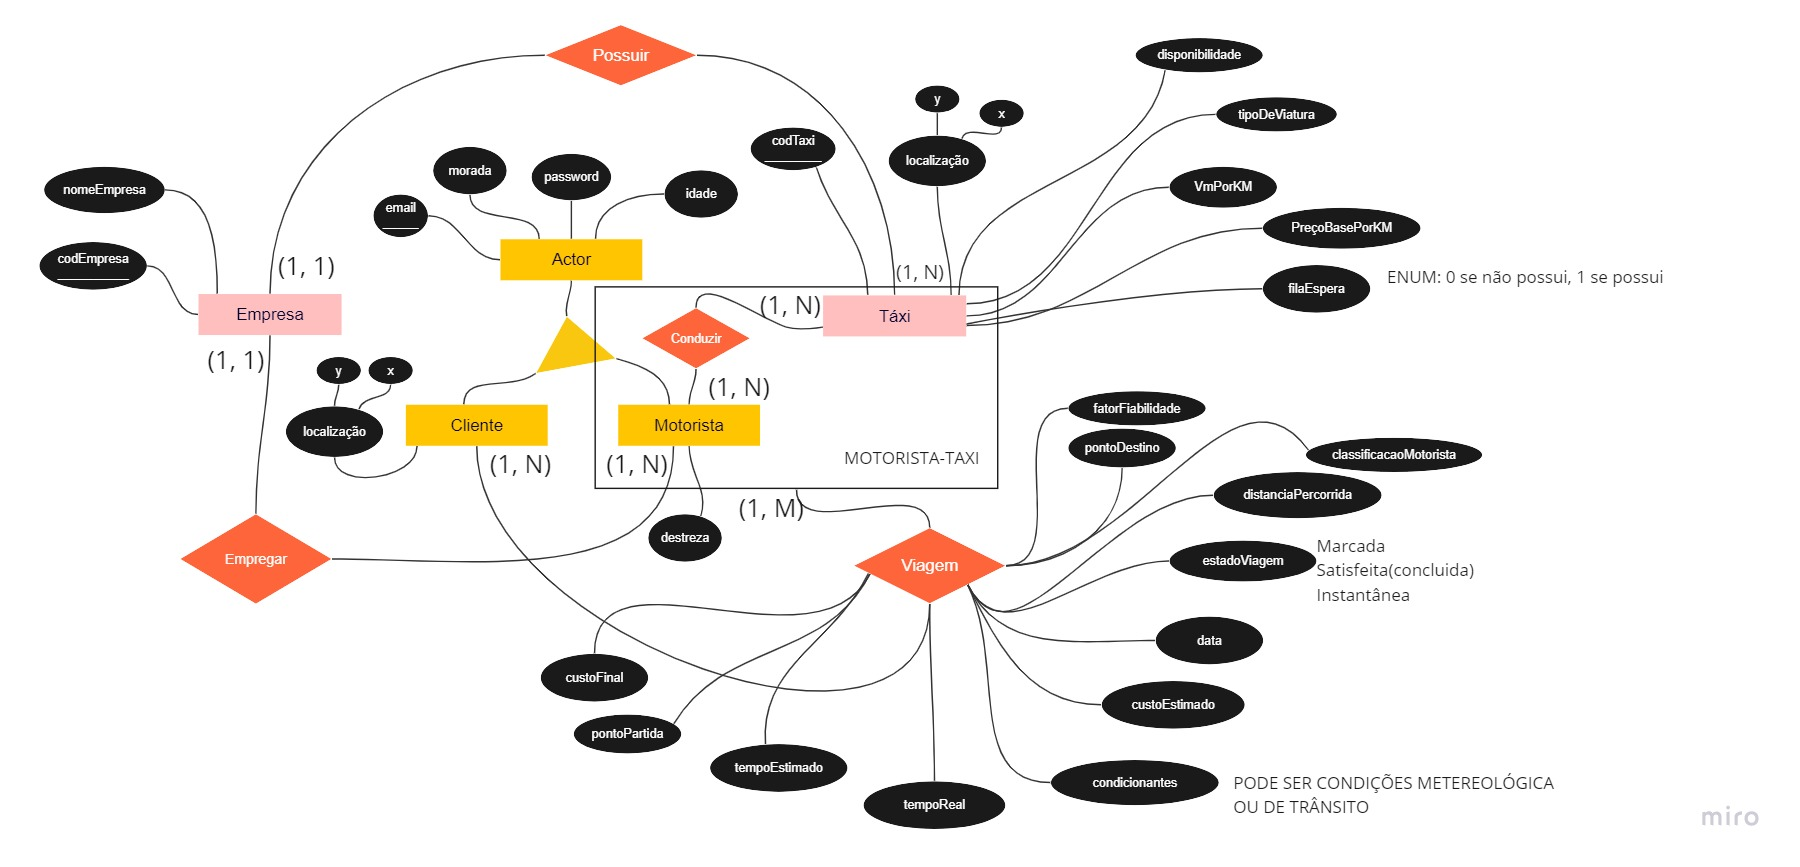 Possuir
disponibilidade
y
x
tipoDeViatura
codTaxi
localização
morada
password
idade
VmPorKM
nomeEmpresa
email
PreçoBasePorKM
codEmpresa
Actor
(1, 1)
(1, N)
filaEspera
ENUM: 0 se não possui, 1 se possui
Empresa
(1, N)
Táxi
Conduzir
(1, 1)
y
x
(1, N)
fatorFiabilidade
localização
Cliente
Motorista
pontoDestino
classificacaoMotorista
(1, N)
(1, N)
MOTORISTA-TAXI
distanciaPercorrida
(1, M)
destreza
Empregar
Viagem
estadoViagem
Marcada
Satisfeita(concluida)
Instantânea
data
custoFinal
custoEstimado
pontoPartida
tempoEstimado
condicionantes
PODE SER CONDIÇÕES METEREOLÓGICA
OU DE TRÂNSITO
tempoReal
miro